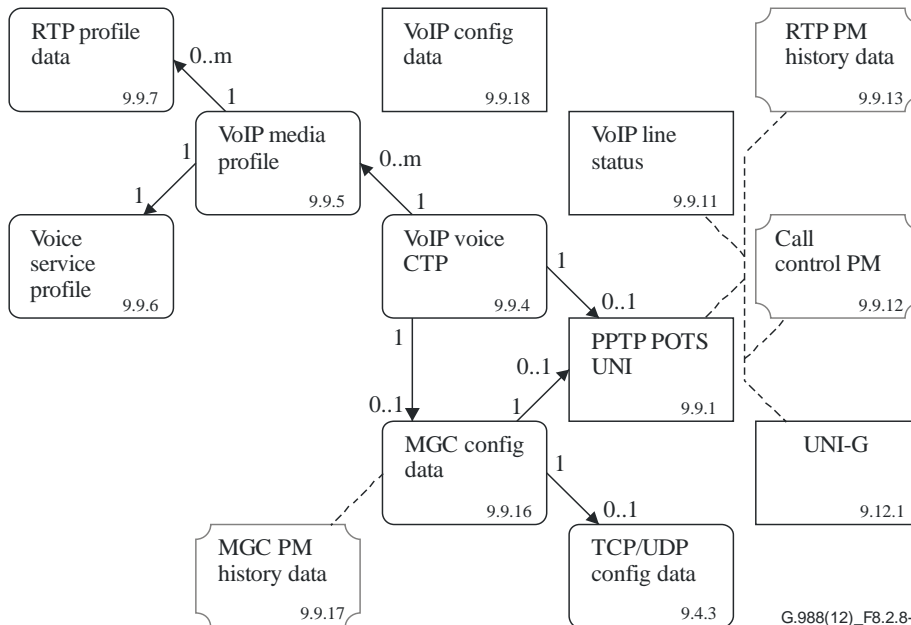 RTP profile
data
9.9.7
VoIP config
data
9.9.18
RTP PM
history data
9.9.13
0..m
1
VoIP media
profile
9.9.5
VoIP line
status
9.9.11
1
1
0..m
1
Voice
service
profile
9.9.6
VoIP voice
CTP
9.9.4
Call
control PM
9.9.12
1
0..1
1
0..1
PPTP POTS
UNI
9.9.1
0..1
1
MGC config
data
9.9.16
UNI-G
9.12.1
1
0..1
MGC PM
history data
9.9.17
TCP/UDP
config data
9.4.3
G.988(12)_F8.2.8-